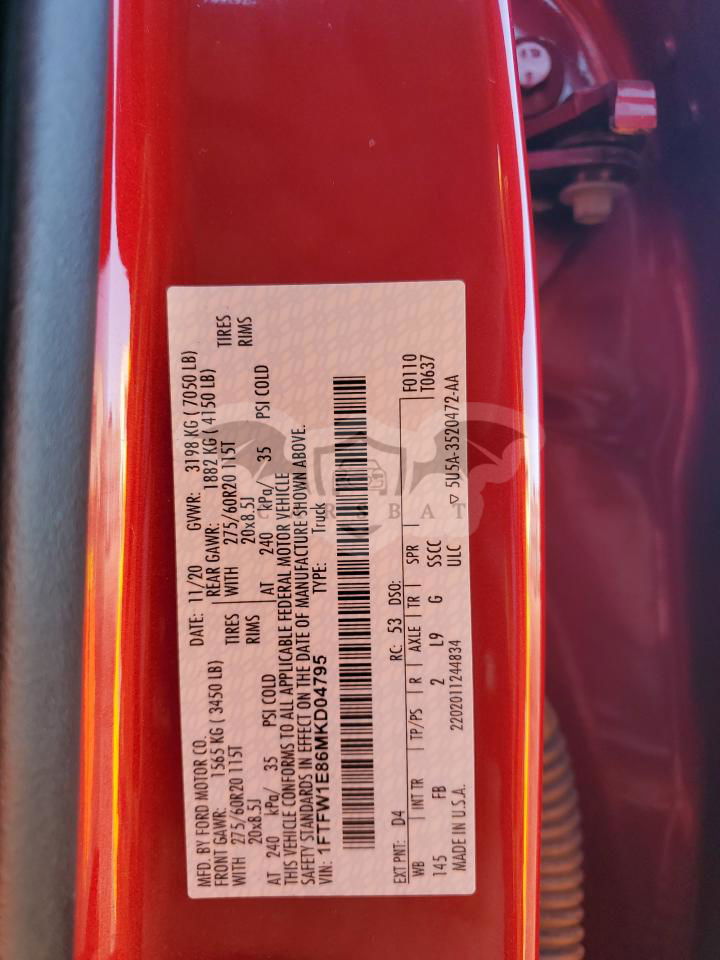 MFD. BY FORD MOTOR CO. DATE: 11/20 GVWR: 3198 KG ( 7050 LB)
FRONT GAWR: 1565 KG ( 3450 LB) REAR GAWR: 1882 KG ( 4150 LB)
WITH 275/60R20 115T TIRES WITH 275/60R20 115T TIRES
20x8.5J RIMS 20x8.5J RIMS
AT 240 kPa/ 35 PSI COLD AT 240 kPa/ 35 PSI COLD
THIS VEHICLE CONFORMS TO ALL APPLICABLE FEDERAL MOTOR VEHICLE
SAFETY STANDARDS IN EFFECT ON THE DATE OF MANUFACTURE SHOWN ABOVE.
VIN: 1FTFW1E86MKD04795 TYPE: Truck
F0110
T0637
EXT PNT: D4 RC: 53 DSO:
WB | INT TR | TP/PS | R | AXLE | TR | SPR |
145 FB 2 L9 G SSCC
MADE IN U.S.A. 2202011244834 ULC ▽ 5U5A-3520472-AA